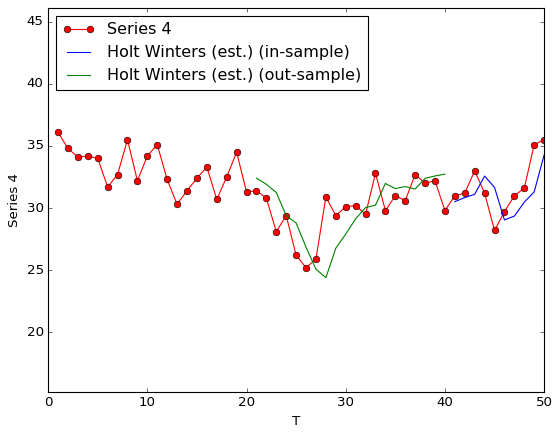 Series 4
Holt Winters (est.) (in-sample)
Holt Winters (est.) (out-sample)
45
40
35
30
25
20
Series 4
0 10 20 30 40 50
T